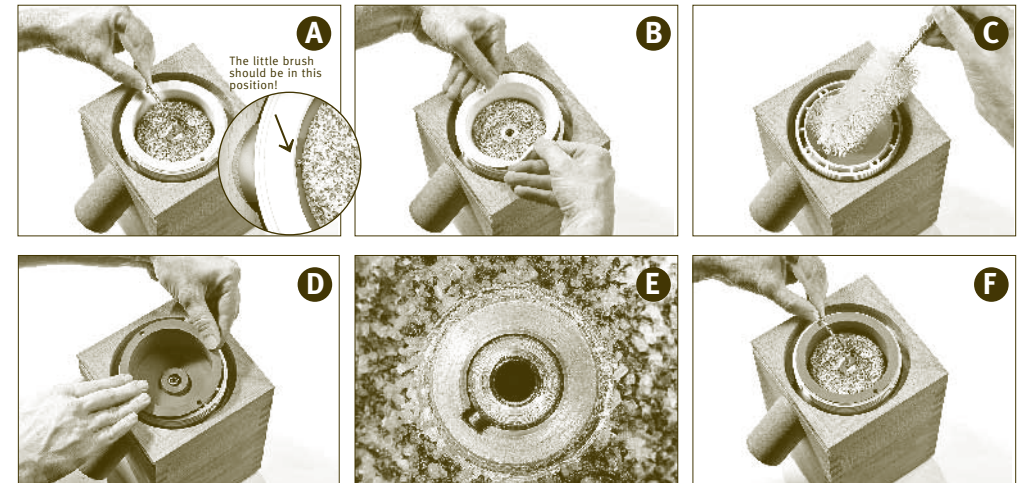 A
The little brush
should be in this
position!
B
C
D
E
F